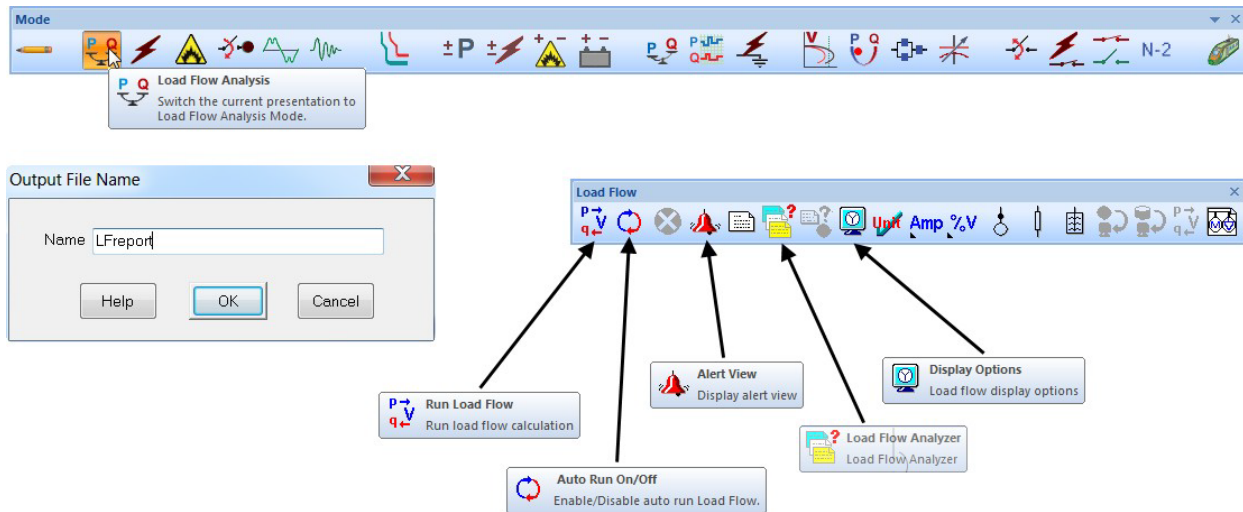 Mode
P Q
± P
N-2
Load Flow Analysis
Switch the current presentation to
Load Flow Analysis Mode.
Output File Name
Name LFreport
Help OK Cancel
Load Flow
Unit Amp %V
Alert View
Display alert view
Display Options
Load flow display options
Run Load Flow
Run load flow calculation
Load Flow Analyzer
Load Flow Analyzer
Auto Run On/Off
Enable/Disable auto run Load Flow.